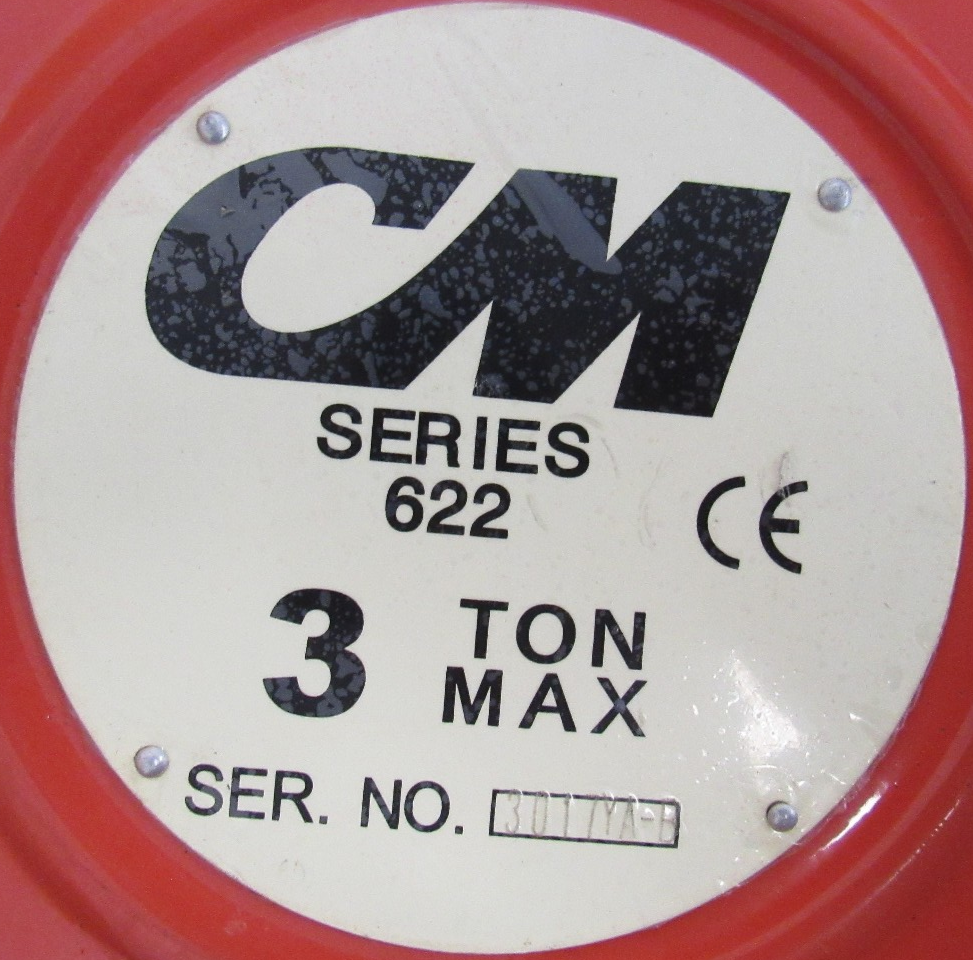 CM
SERIES
622
CE
3 TON
MAX
SER. NO. 3017YA-B